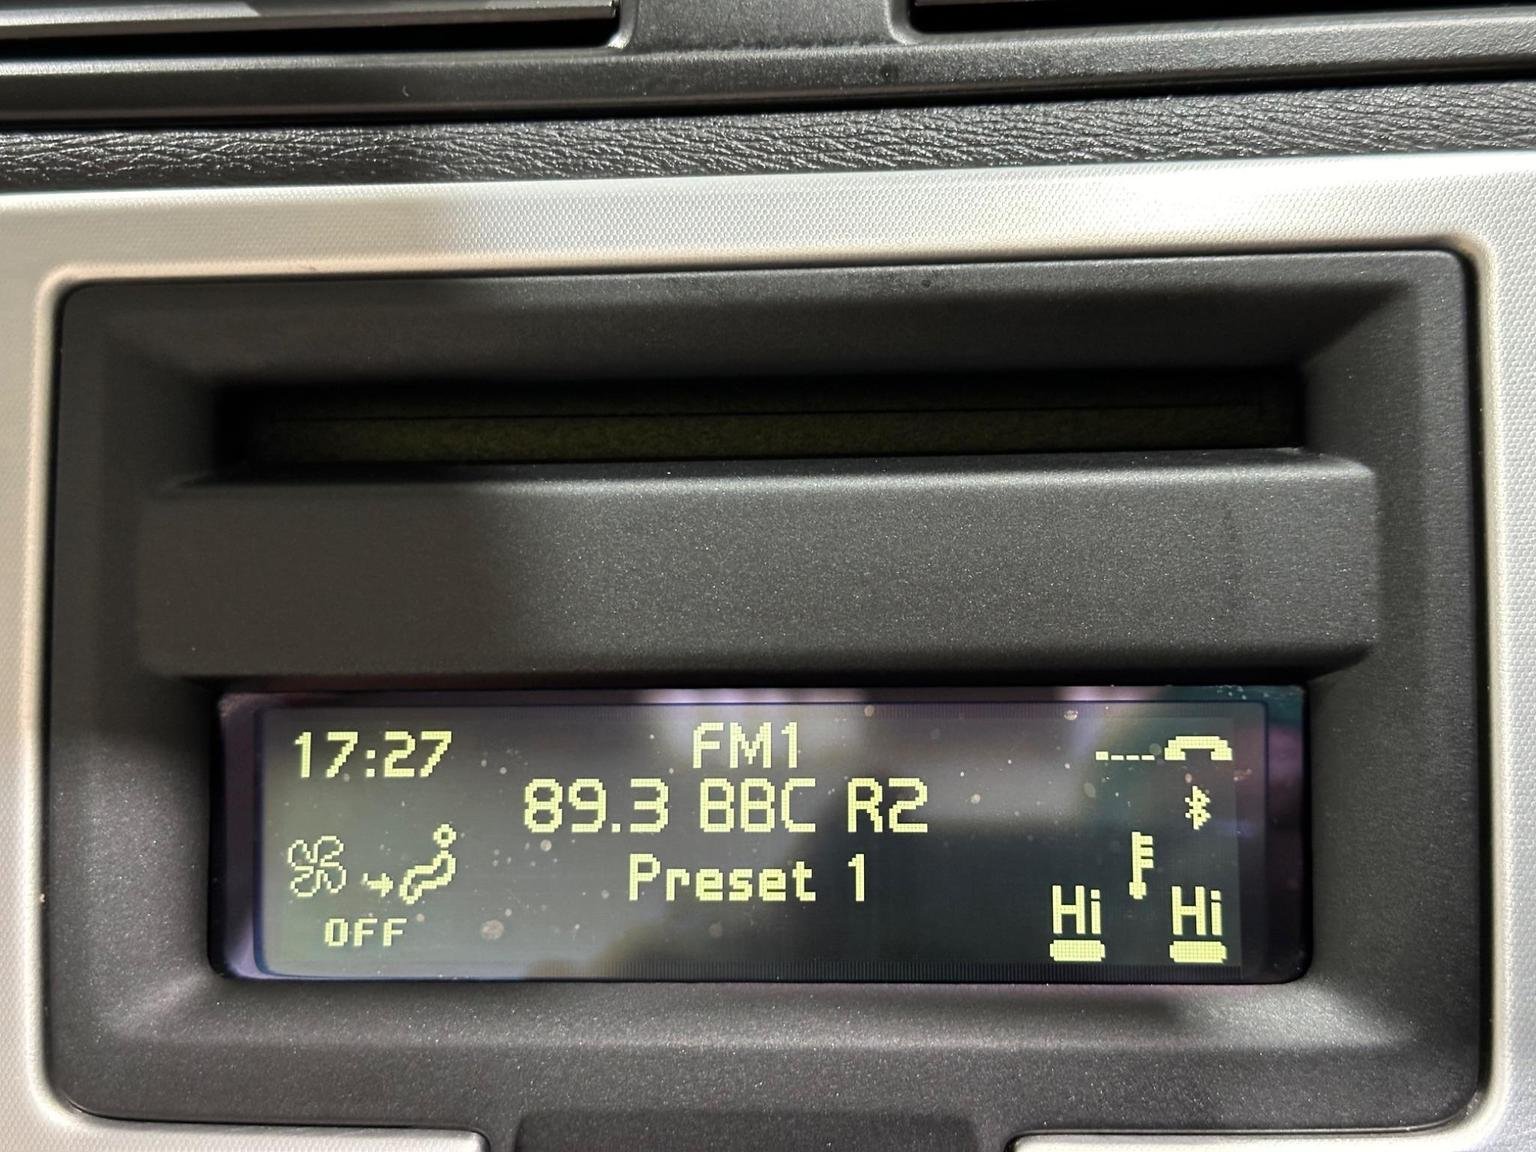 17:27
FM1
89.3 BBC R2
Preset 1
OFF
Hi
Hi